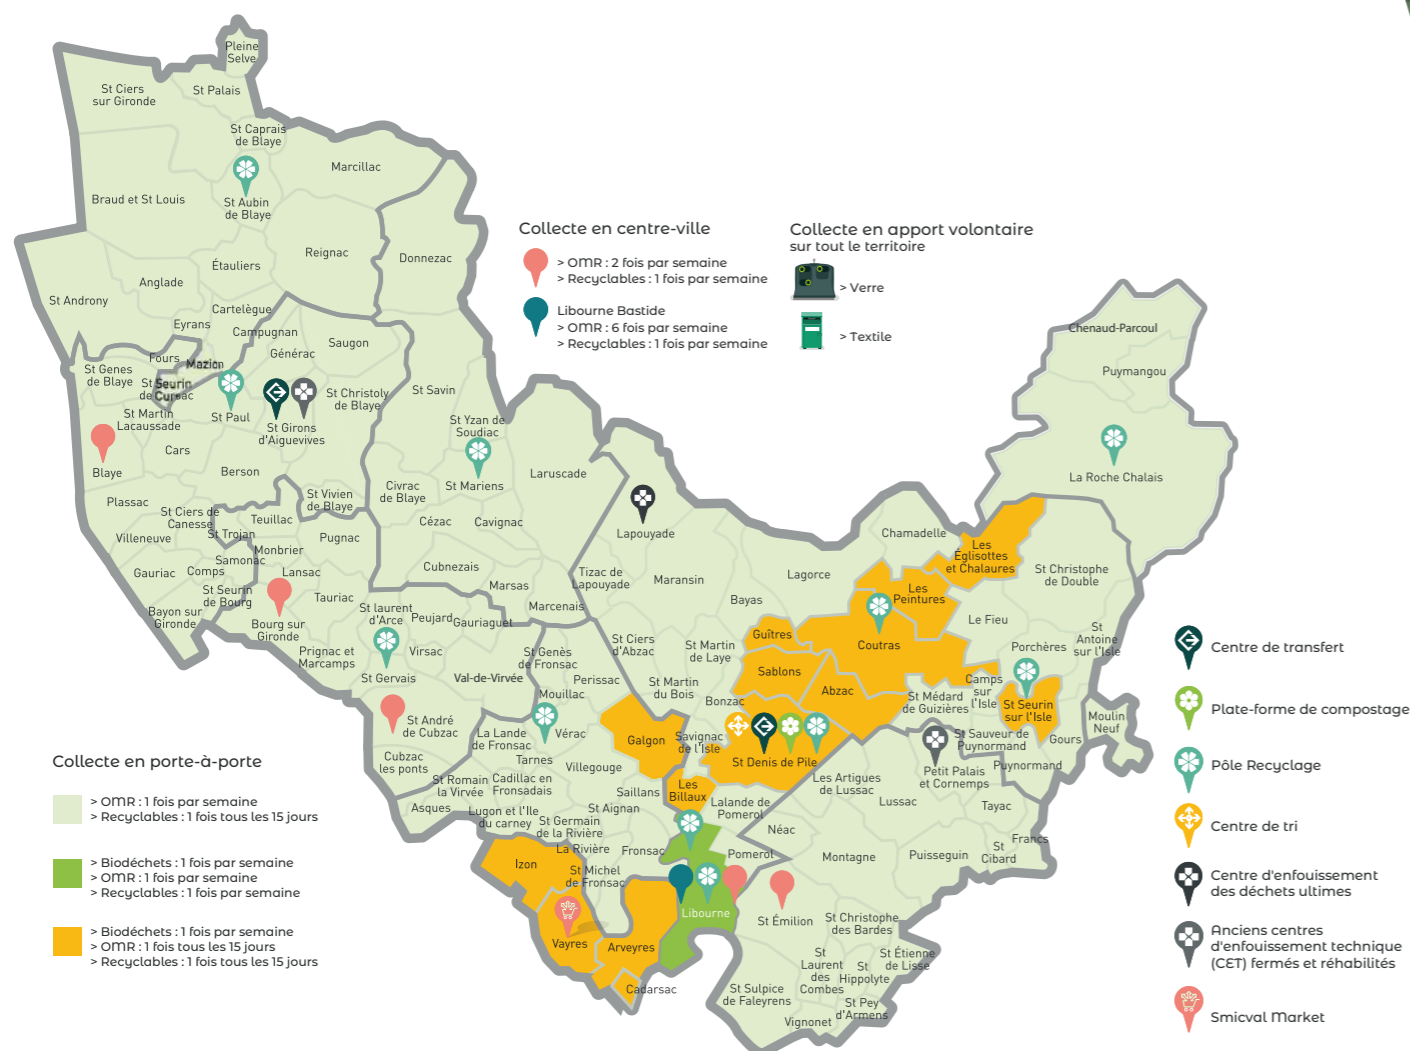 Pleine
Selve
St Ciers
sur Gironde
St Palais
St Caprais
de Blaye
Marcillac
Braud et St Louis
St Aubin
de Blaye
Reignac
Donnezac
Étauliers
Anglade
St Androny
Cartelègue
Eyrans
Campugnan
Saugon
Générac
Fours
Mazion
St Genes
de Blaye
St Seurin
de Cursac
St Christoly
de Blaye
St Martin
Lacaussade
St Paul
St Girons
d'Aiguevives
St Savin
St Yzan de
Soudiac
Cars
Blaye
Berson
St Mariens
Laruscade
Civrac
de Blaye
St Vivien
de Blaye
Plassac
St Ciers de
Canesse
Teuillac
Cézac
Cavignac
Lapouyade
Villeneuve
St Trojan
Pugnac
Monbrier
Samonac
Cubnezais
Gauriac
Comps
Lansac
St Seurin
de Bourg
Tauriac
Marsas
Marcenais
Tizac de
Lapouyade
Maransin
Lagorce
Bayas
Bayon sur
Gironde
Bourg sur
Gironde
St laurent
d'Arce
Peujard
Gauriaguet
Prignac et
Marcamps
Virsac
St Gervais
Val-de-Virvée
St Genès
de Fronsac
Périssac
Mouillac
St Ciers
d'Abzac
St Martin
de Laye
St Martin
du Bois
Bonzac
St André
de Cubzac
Cubzac
les ponts
La Lande
de Fronsac
Vérac
Tarnes
Villegouge
Galgon
Savignac
de l'Isle
St Denis de Pile
St Romain
la Virvée
Cadillac en
Fronsadais
Asques
Lugon et l'Ile
du carney
Saillans
St Aignan
St Germain
de la Rivière
La Rivière
Fronsac
St Michel
de Fronsac
Les
Billaux
Lalande de
Pomerol
Néac
Pomerol
Izon
Vayres
Arveyres
Cadarsac
Libourne
St Émilion
Guîtres
Sablons
Abzac
Coutras
Les
Peintures
Les
Églisottes
et Chalaures
Chamadelle
Chenaud-Parcoul
Puymangou
La Roche Chalais
St Christophe
de Double
Le Fieu
Porchères
St
Antoine
sur l'Isle
Camps
sur
l'Isle
St Médard
de Guizières
St Seurin
sur l'Isle
Moulin
Neuf
Gours
St Sauveur de
Puynormand
Puynormand
Petit Palais
et Cornemps
Les Artigues
de Lussac
Lussac
Tayac
Francs
St
Cibard
Puisseguin
Montagne
St Christophe
des Bardes
St Étienne
de Lisse
St
Laurent
des
Combes
St
Hippolyte
St Sulpice
de Faleyrens
St Pey
d'Armens
Vignonet
Collecte en centre-ville
> OMR : 2 fois par semaine
> Recyclables : 1 fois par semaine
Libourne Bastide
> OMR : 6 fois par semaine
> Recyclables : 1 fois par semaine
Collecte en apport volontaire
sur tout le territoire
> Verre
> Textile
Collecte en porte-à-porte
> OMR : 1 fois par semaine
> Recyclables : 1 fois tous les 15 jours
> Biodéchets : 1 fois par semaine
> OMR : 1 fois par semaine
> Recyclables : 1 fois par semaine
> Biodéchets : 1 fois par semaine
> OMR : 1 fois tous les 15 jours
> Recyclables : 1 fois tous les 15 jours
Centre de transfert
Plate-forme de compostage
Pôle Recyclage
Centre de tri
Centre d'enfouissement
des déchets ultimes
Anciens centres
d'enfouissement technique
(CET) fermés et réhabilités
Smicval Market